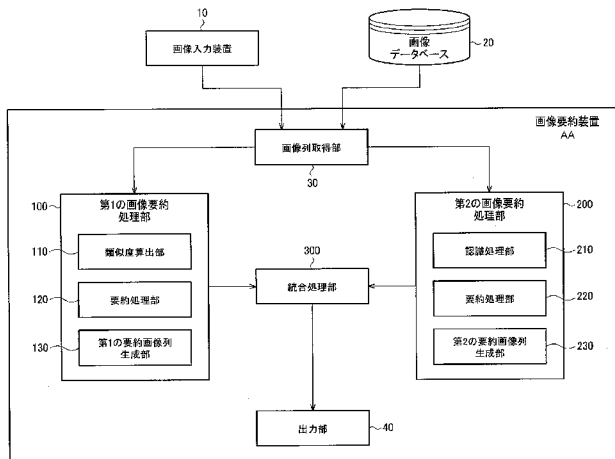 10
画像入力装置
画像
データベース
20
画像要約装置
AA
画像列取得部
30
100
第1の画像要約
処理部
110
類似度算出部
120
要約処理部
130
第1の要約画像列
生成部
300
統合処理部
第2の画像要約
処理部
200
認識処理部
210
要約処理部
220
第2の要約画像列
生成部
230
出力部
40